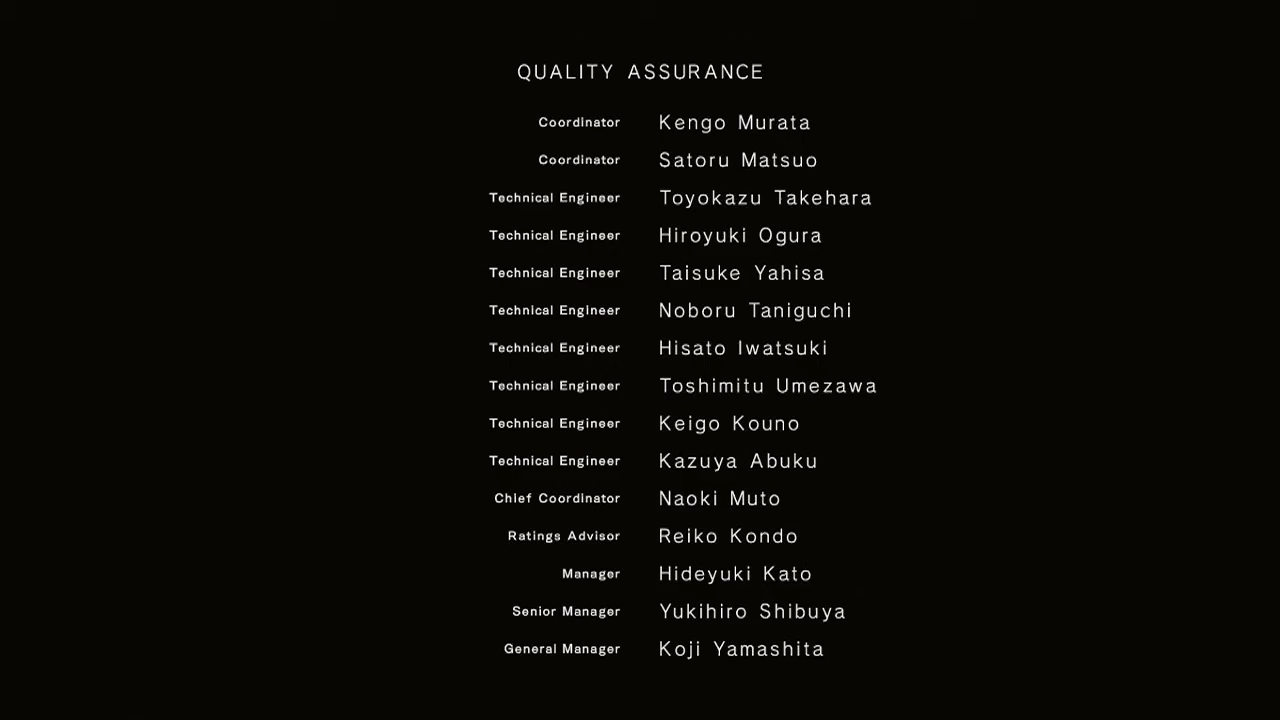 QUALITY ASSURANCE
Coordinator Kengo Murata
Coordinator Satoru Matsuo
Technical Engineer Toyokazu Takehara
Technical Engineer Hiroyuki Ogura
Technical Engineer Taisuke Yahisa
Technical Engineer Noboru Taniguchi
Technical Engineer Hisato Iwatsuki
Technical Engineer Toshimitu Umezawa
Technical Engineer Keigo Kouno
Technical Engineer Kazuya Abuku
Chief Coordinator Naoki Muto
Ratings Advisor Reiko Kondo
Manager Hideyuki Kato
Senior Manager Yukihiro Shibuya
General Manager Koji Yamashita